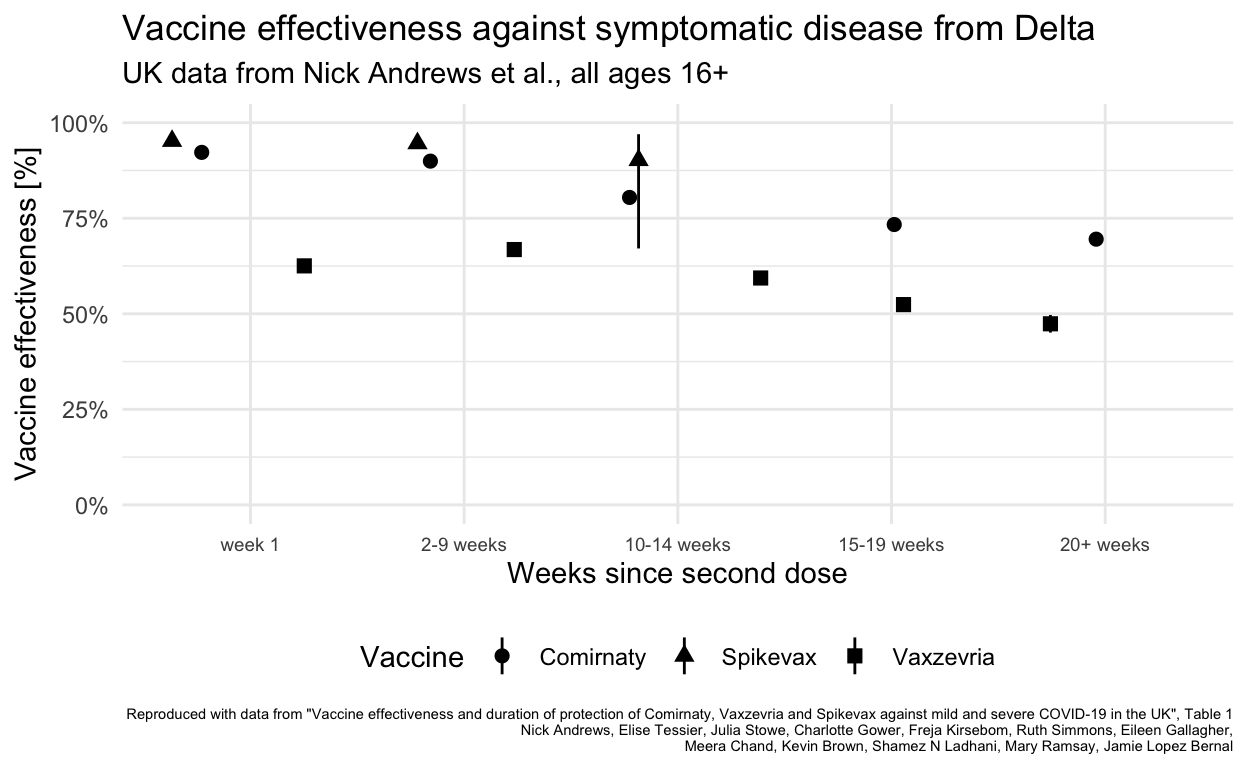 Vaccine effectiveness against symptomatic disease from Delta
UK data from Nick Andrews et al., all ages 16+
Vaccine effectiveness [%]
100%
75%
50%
25%
0%
week 1
2-9 weeks
10-14 weeks
15-19 weeks
20+ weeks
Weeks since second dose
Vaccine
Comirnaty
Spikevax
Vaxzevria
Reproduced with data from "Vaccine effectiveness and duration of protection of Comirnaty, Vaxzevria and Spikevax against mild and severe COVID-19 in the UK", Table 1
Nick Andrews, Elise Tessier, Julia Stowe, Charlotte Gower, Freja Kirsebom, Ruth Simmons, Eileen Gallagher,
Meera Chand, Kevin Brown, Shamez N Ladhani, Mary Ramsay, Jamie Lopez Bernal